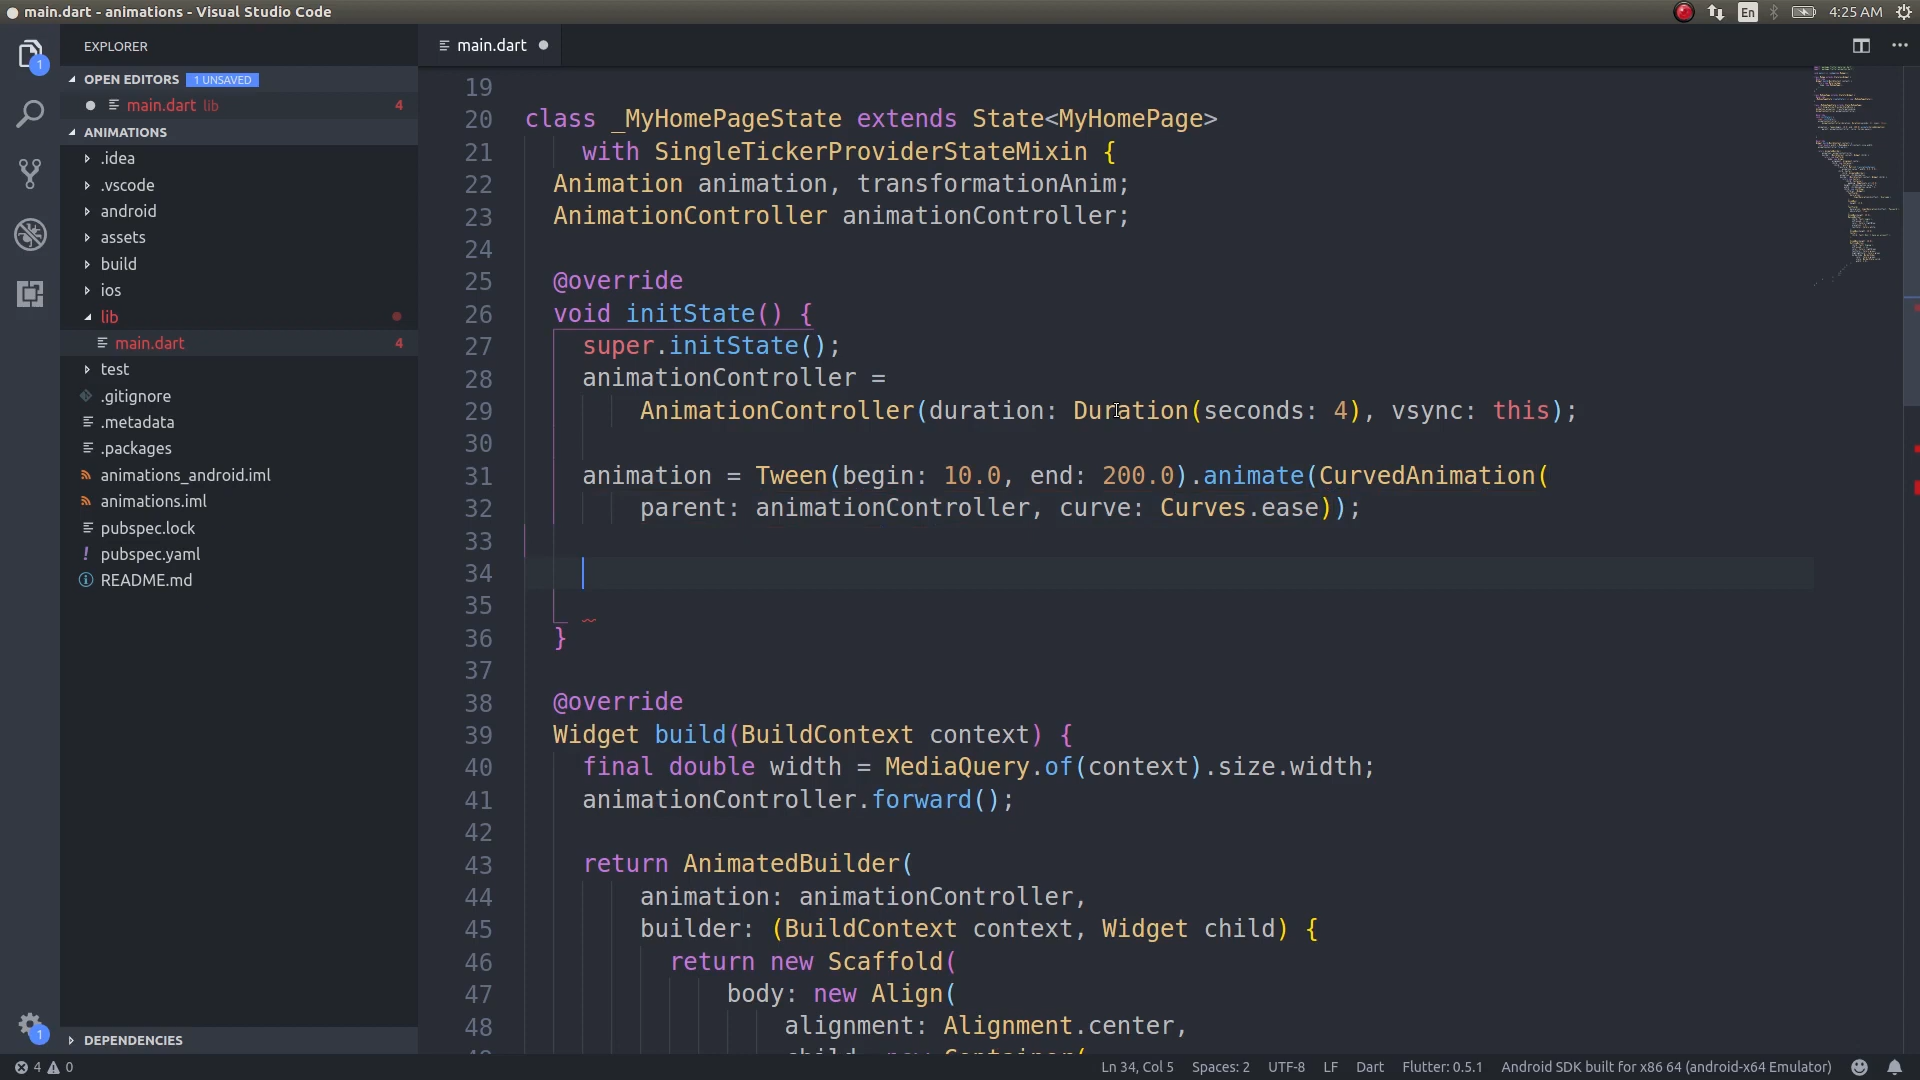 main.dart - animations - Visual Studio Code
En
4:25 AM
EXPLORER
main.dart
1
OPEN EDITORS 1 UNSAVED
main.dart lib 4
ANIMATIONS
.idea
.vscode
android
assets
build
ios
lib
main.dart 4
test
.gitignore
.metadata
.packages
animations_android.iml
animations.iml
pubspec.lock
pubspec.yaml
README.md
1
DEPENDENCIES
19
20 class _MyHomePageState extends State<MyHomePage>
21 with SingleTickerProviderStateMixin {
22 Animation animation, transformationAnim;
23 AnimationController animationController;
24
25 @override
26 void initState() {
27 super.initState();
28 animationController =
29 AnimationController(duration: Duration(seconds: 4), vsync: this);
30
31 animation = Tween(begin: 10.0, end: 200.0).animate(CurvedAnimation(
32 parent: animationController, curve: Curves.ease));
33
34
35
36 }
37
38 @override
39 Widget build(BuildContext context) {
40 final double width = MediaQuery.of(context).size.width;
41 animationController.forward();
42
43 return AnimatedBuilder(
44 animation: animationController,
45 builder: (BuildContext context, Widget child) {
46 return new Scaffold(
47 body: new Align(
48 alignment: Alignment.center,
4 0
Ln 34, Col 5
Spaces: 2
UTF-8
LF
Dart
Flutter: 0.5.1
Android SDK built for x86 64 (android-x64 Emulator)